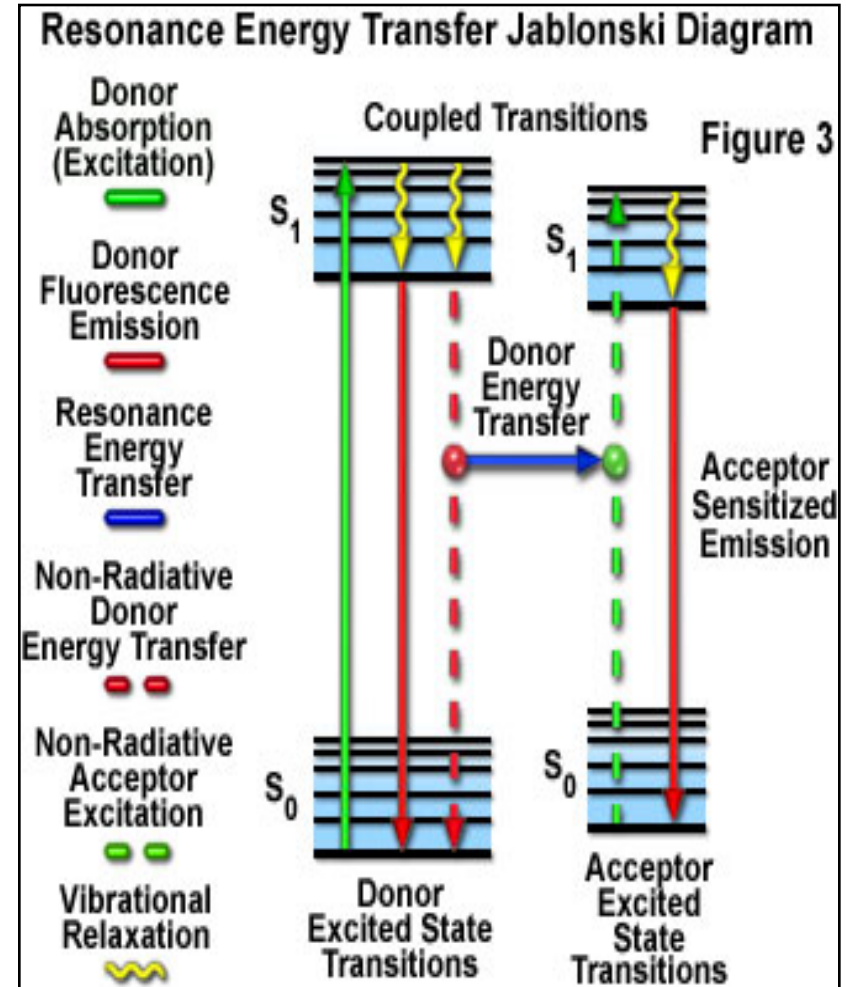 Resonance Energy Transfer Jablonski Diagram
Donor
Absorption
(Excitation)
Donor
Fluorescence
Emission
Resonance
Energy
Transfer
Non-Radiative
Donor
Energy Transfer
Non-Radiative
Acceptor
Excitation
Vibrational
Relaxation
Coupled Transitions
Figure 3
S1
S1
Donor
Energy
Transfer
Acceptor
Sensitized
Emission
S0
S0
Donor
Excited State
Transitions
Acceptor
Excited
State
Transitions